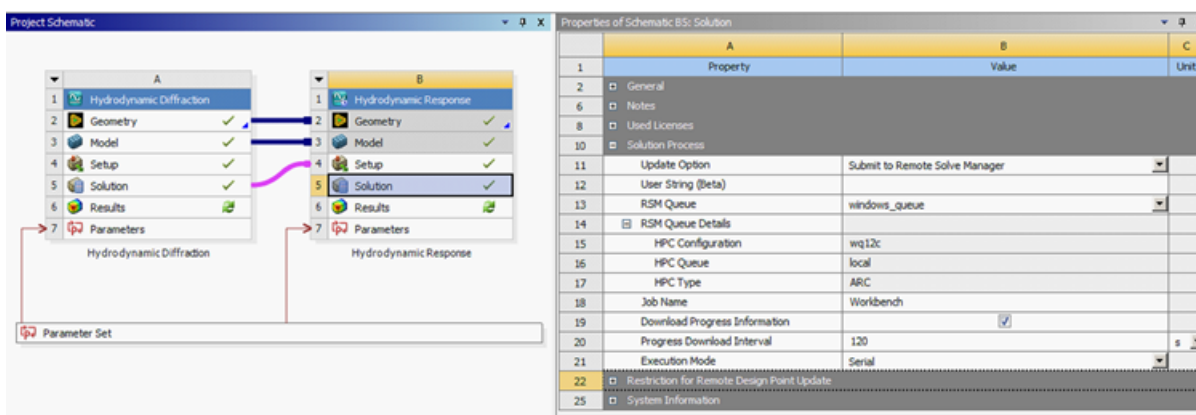 Project Schematic
A
1 Hydrodynamic Diffraction
2 Geometry
3 Model
4 Setup
5 Solution
6 Results
7 Parameters
Hydrodynamic Diffraction
B
1 Hydrodynamic Response
2 Geometry
3 Model
4 Setup
5 Solution
6 Results
7 Parameters
Hydrodynamic Response
Parameter Set
Properties of Schematic B5: Solution
A B C
1 Property Value Unit
2 General
6 Notes
8 Used Licenses
10 Solution Process
11 Update Option Submit to Remote Solve Manager
12 User String (Beta)
13 RSM Queue windows_queue
14 RSM Queue Details
15 HPC Configuration wq12c
16 HPC Queue local
17 HPC Type ARC
18 Job Name Workbench
19 Download Progress Information
20 Progress Download Interval 120 s
21 Execution Mode Serial
22 Restriction for Remote Design Point Update
25 System Information